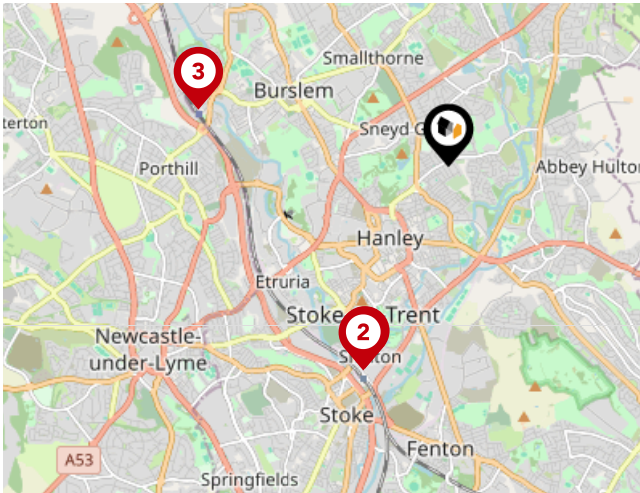 Smallthorne
3
Burslem
Sneyd G
terton
Porthill
Abbey Hulton
Hanley
Etruria
Stoke Trent
2
Newcastle-
under-Lyme
Stoke
Fenton
A53
Springfields